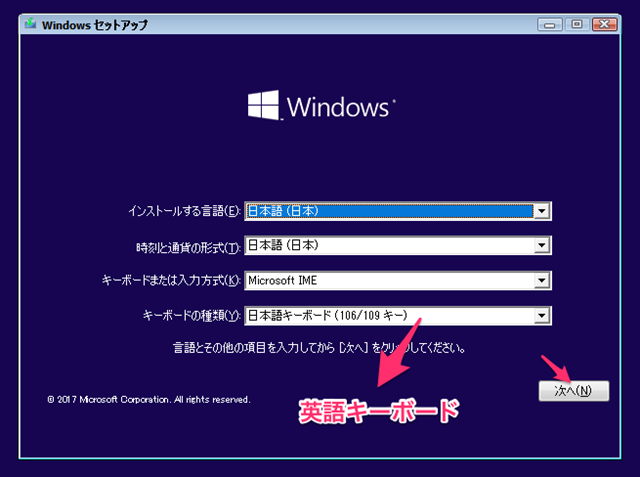 Windows セットアップ
Windows
インストールする言語(E): 日本語 (日本)
時刻と通貨の形式(T): 日本語 (日本)
キーボードまたは入力方式(K): Microsoft IME
キーボードの種類(Y): 日本語キーボード (106/109 キー)
言語とその他の項目を入力してから [次へ] をクリックしてください。
次へ(N)
© 2017 Microsoft Corporation. All rights reserved.
英語キーボード